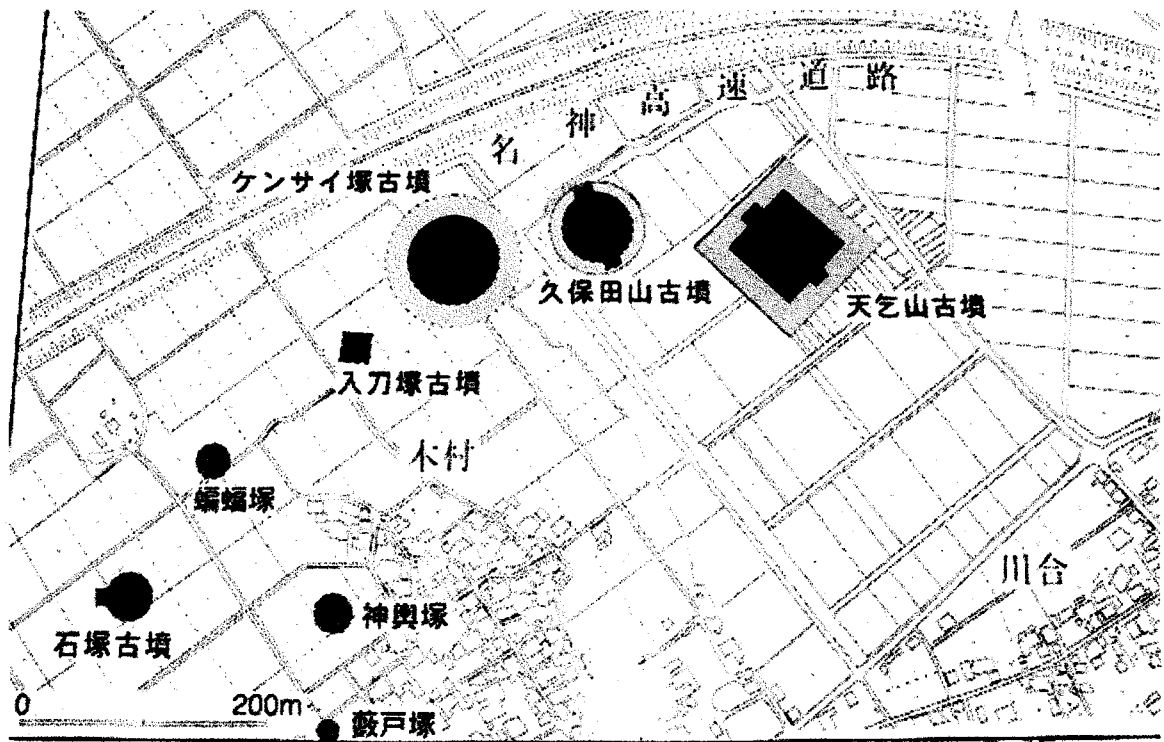 名神高速道路
ケンサイ塚古墳
久保田山古墳
天乞山古墳
入刀塚古墳
木村
蝙蝠塚
川合
神輿塚
石塚古墳
0 200m
藪戸塚